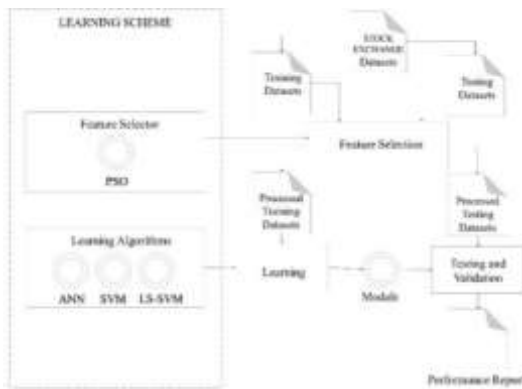 LEARNING SCHEME
STOCK
EXCHANGE
Datasets
Training
Datasets
Testing
Datasets
Feature Selector
PSO
Feature Selection
Processed
Training
Datasets
Processed
Testing
Datasets
Learning Algorithms
ANN SVM LS-SVM
Learning
Models
Testing and
Validation
Performance Report